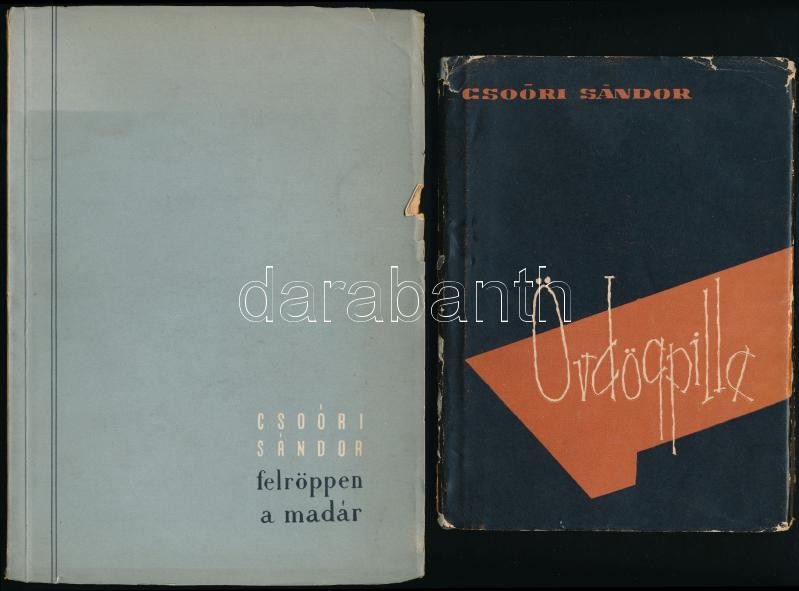 CSOÓRI
SÁNDOR
felröppen
a madár
CSOÓRI SÁNDOR
Ördögpille
darabanth